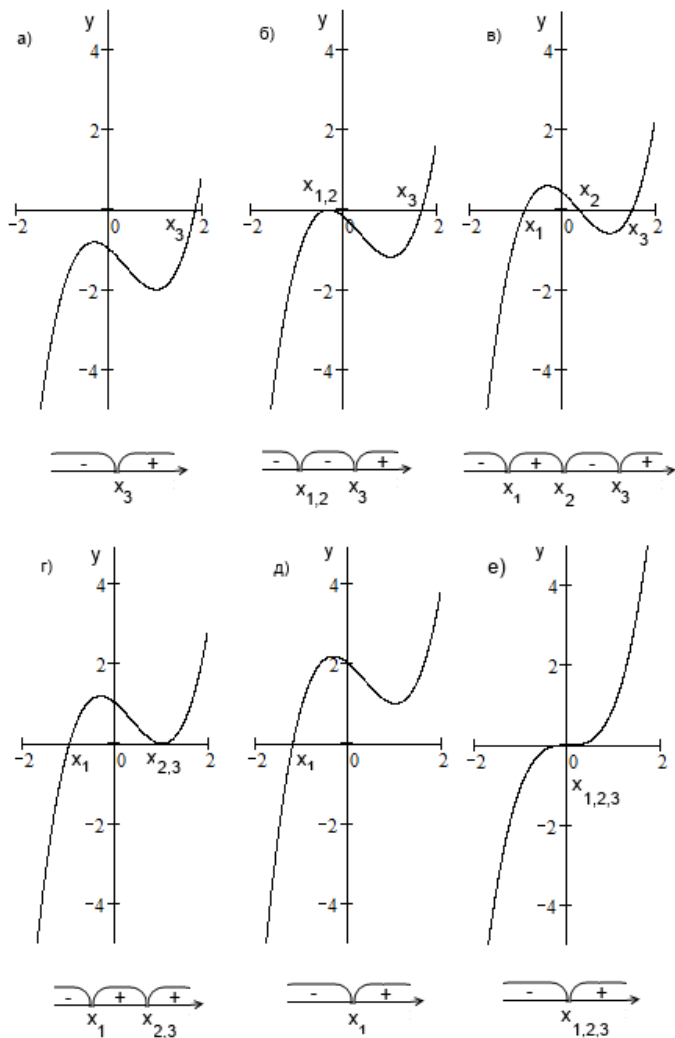 а) y б) y в) y
4 4 4
2 2 2
x1,2 x3 x2
-2 0 x3 2 -2 0 2 -2 x1 0 x3 2
-2 -2 -2
-4 -4 -4
- + - - + - + - +
x3 x1,2 x3 x1 x2 x3
г) y д) y е) y
4 4 4
2 2 2
-2 x1 0 x2,3 2 -2 x1 0 2 -2 0 2
x1,2,3
-2 -2 -2
-4 -4 -4
- + + - + - +
x1 x2,3 x1 x1,2,3